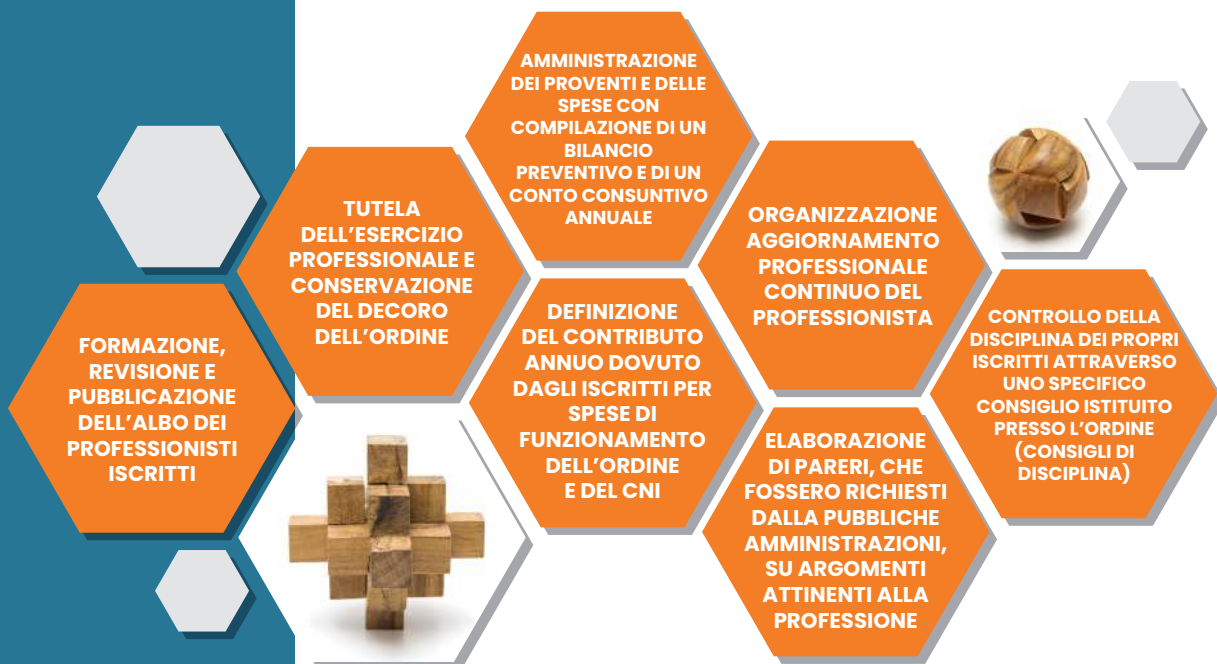 FORMAZIONE,
REVISIONE E
PUBBLICAZIONE
DELL'ALBO DEI
PROFESSIONISTI
ISCRITTI
TUTELA
DELL'ESERCIZIO
PROFESSIONALE E
CONSERVAZIONE
DEL DECORO
DELL'ORDINE
AMMINISTRAZIONE
DEI PROVENTI E DELLE
SPESE CON
COMPILAZIONE DI UN
BILANCIO
PREVENTIVO E DI UN
CONTO CONSUNTIVO
ANNUALE
DEFINIZIONE
DEL CONTRIBUTO
ANNUO DOVUTO
DAGLI ISCRITTI PER
SPESE DI
FUNZIONAMENTO
DELL'ORDINE
E DEL CNI
ORGANIZZAZIONE
AGGIORNAMENTO
PROFESSIONALE
CONTINUO DEL
PROFESSIONISTA
ELABORAZIONE
DI PARERI, CHE
FOSSERO RICHIESTI
DALLA PUBBLICHE
AMMINISTRAZIONI,
SU ARGOMENTI
ATTINENTI ALLA
PROFESSIONE
CONTROLLO DELLA
DISCIPLINA DEI PROPRI
ISCRITTI ATTRAVERSO
UNO SPECIFICO
CONSIGLIO ISTITUITO
PRESSO L'ORDINE
(CONSIGLI DI
DISCIPLINA)